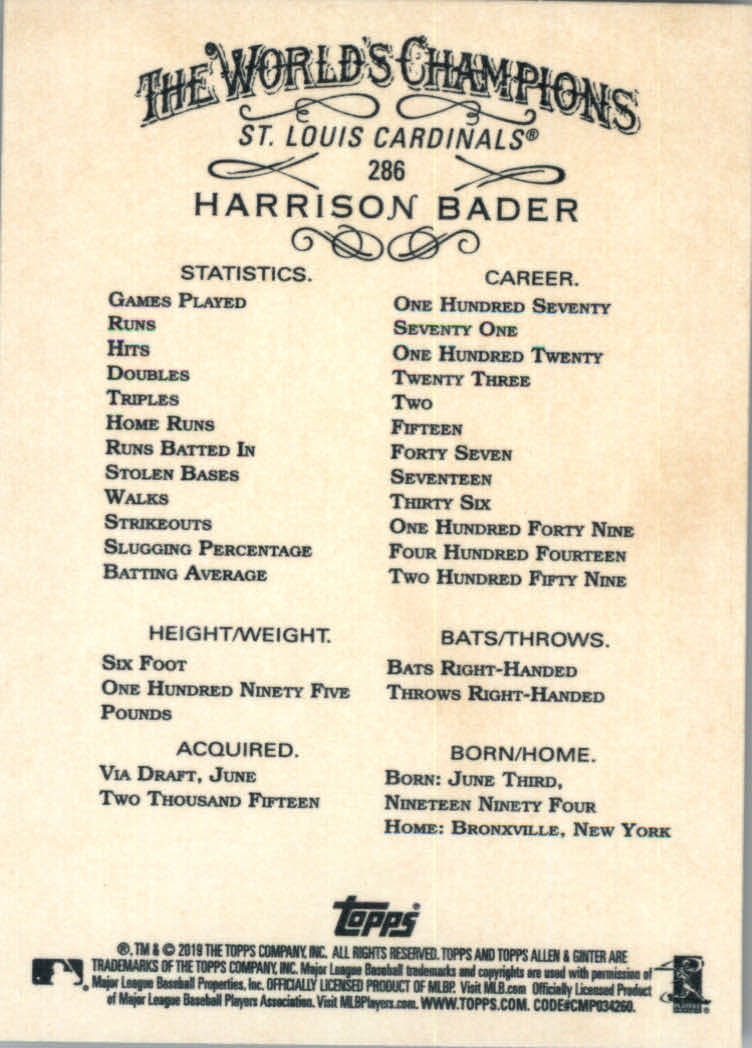 THE WORLD'S CHAMPIONS
ST. LOUIS CARDINALS®
286
HARRISON BADER
STATISTICS.
GAMES PLAYED
RUNS
HITS
DOUBLES
TRIPLES
HOME RUNS
RUNS BATTED IN
STOLEN BASES
WALKS
STRIKEOUTS
SLUGGING PERCENTAGE
BATTING AVERAGE
CAREER.
ONE HUNDRED SEVENTY
SEVENTY ONE
ONE HUNDRED TWENTY
TWENTY THREE
TWO
FIFTEEN
FORTY SEVEN
SEVENTEEN
THIRTY SIX
ONE HUNDRED FORTY NINE
FOUR HUNDRED FOURTEEN
TWO HUNDRED FIFTY NINE
HEIGHT/WEIGHT.
SIX FOOT
ONE HUNDRED NINETY FIVE
POUNDS
BATS/THROWS.
BATS RIGHT-HANDED
THROWS RIGHT-HANDED
ACQUIRED.
VIA DRAFT, JUNE
TWO THOUSAND FIFTEEN
BORN/HOME.
BORN: JUNE THIRD,
NINETEEN NINETY FOUR
HOME: BRONXVILLE, NEW YORK
Topps®
®, TM & © 2019 THE TOPPS COMPANY, INC. ALL RIGHTS RESERVED. TOPPS AND TOPPS ALLEN & GINTER ARE
TRADEMARKS OF THE TOPPS COMPANY, INC. Major League Baseball trademarks and copyrights are used with permission of
Major League Baseball Properties, Inc. OFFICIALLY LICENSED PRODUCT OF MLBP. Visit MLB.com Officially Licensed Product
of Major League Baseball Players Association. Visit MLBPlayers.com. WWW.TOPPS.COM. CODE#CMP034260.